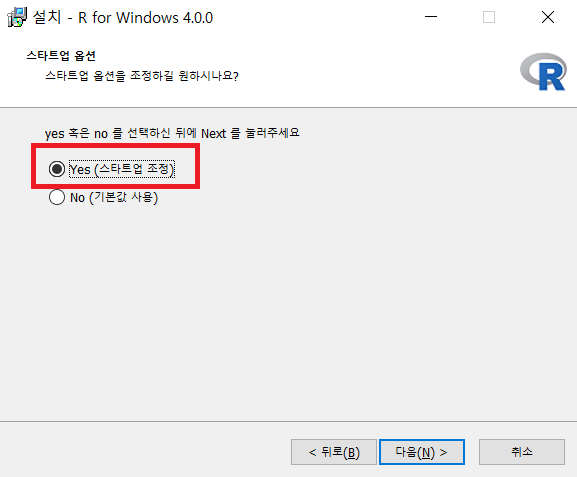 설치 - R for Windows 4.0.0
스타트업 옵션
스타트업 옵션을 조정하길 원하시나요?
R
yes 혹은 no 를 선택하신 뒤에 Next 를 눌러주세요
Yes (스타트업 조정)
No (기본값 사용)
< 뒤로(B)
다음(N) >
취소